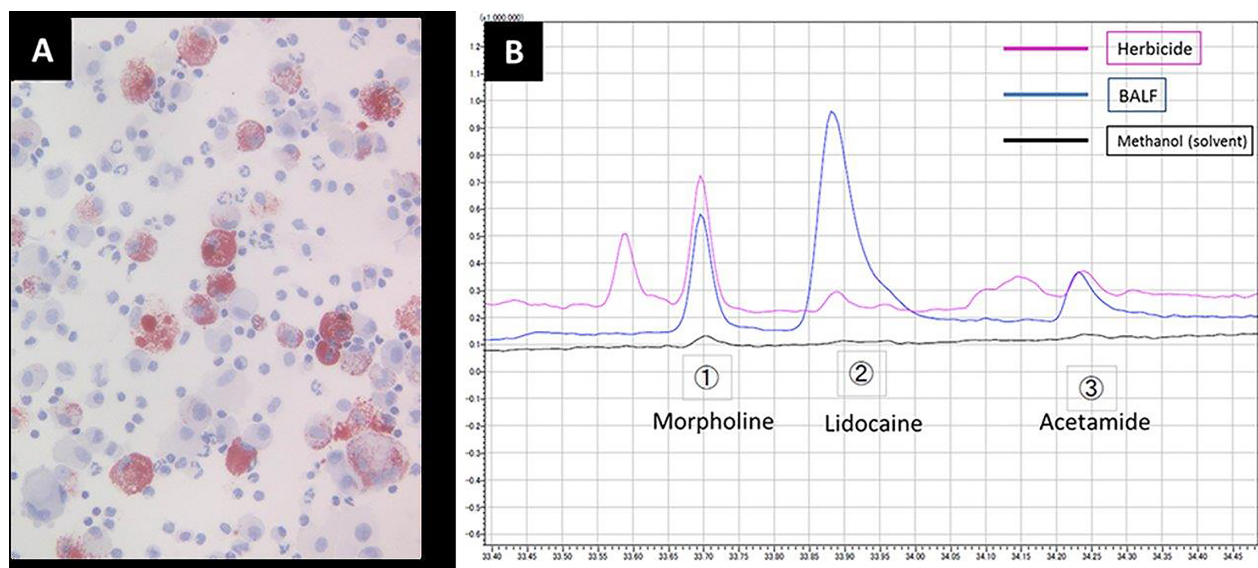 A
B
(x1,000,000)
Herbicide
BALF
Methanol (solvent)
1.2
1.1
1.0
0.9
0.8
0.7
0.6
0.5
0.4
0.3
0.2
0.1
0.0
-0.1
-0.2
-0.3
-0.4
-0.5
-0.6
① ② ③
Morpholine Lidocaine Acetamide
33.40 33.45 33.50 33.55 33.60 33.65 33.70 33.75 33.80 33.85 33.90 33.95 34.00 34.05 34.10 34.15 34.20 34.25 34.30 34.35 34.40 34.45